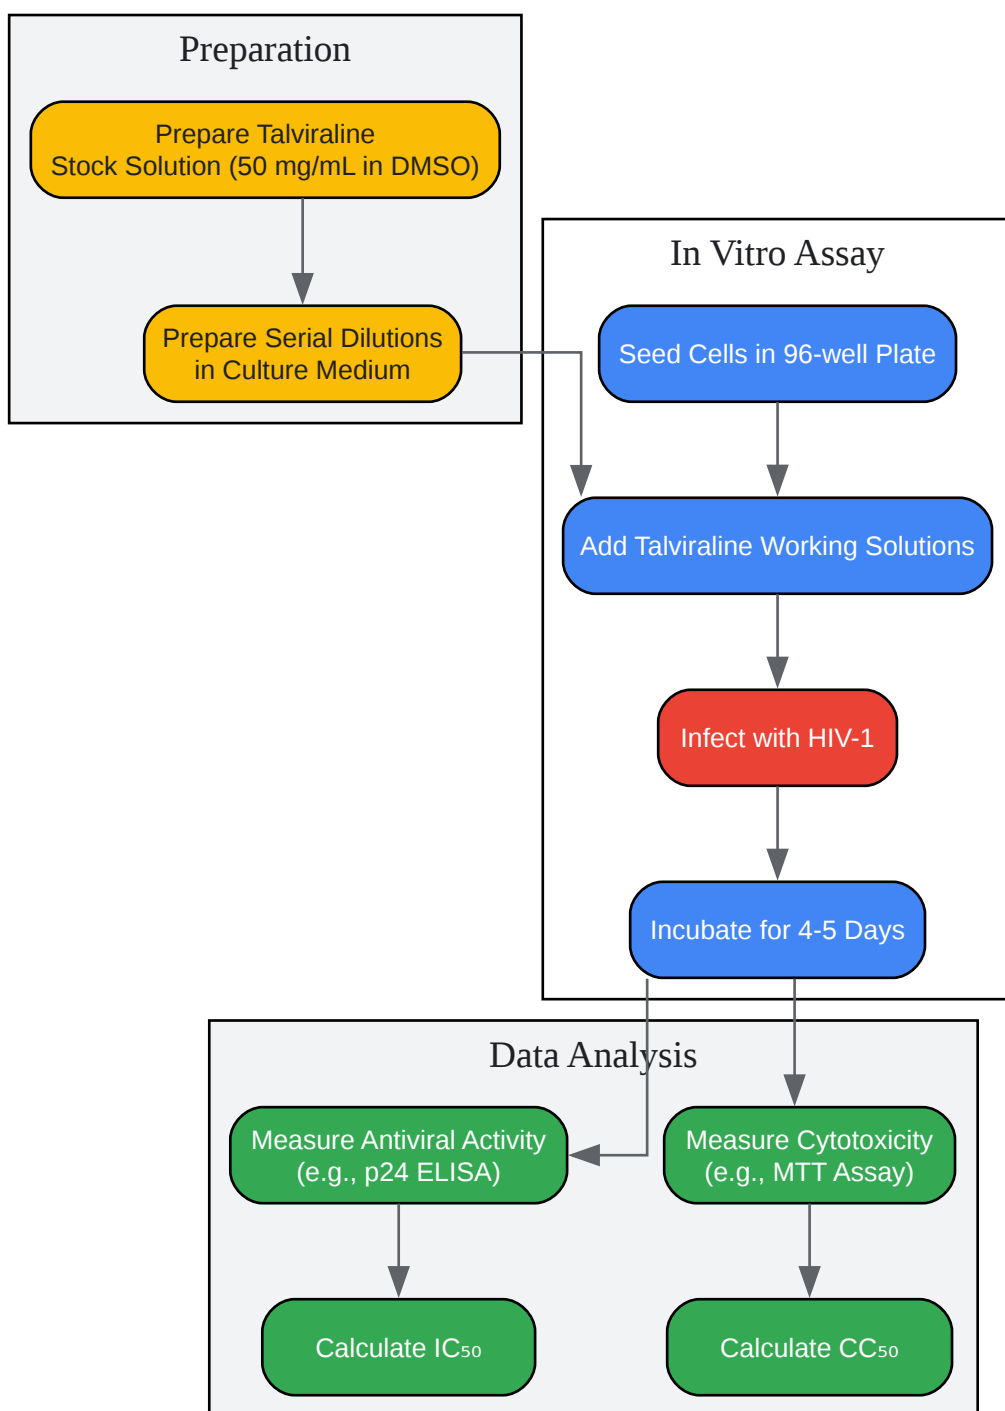 Preparation
Prepare Talviraline
Stock Solution (50 mg/mL in DMSO)
Prepare Serial Dilutions
in Culture Medium
In Vitro Assay
Seed Cells in 96-well Plate
Add Talviraline Working Solutions
Infect with HIV-1
Incubate for 4-5 Days
Data Analysis
Measure Antiviral Activity
(e.g., p24 ELISA)
Measure Cytotoxicity
(e.g., MTT Assay)
Calculate IC₅₀
Calculate CC₅₀